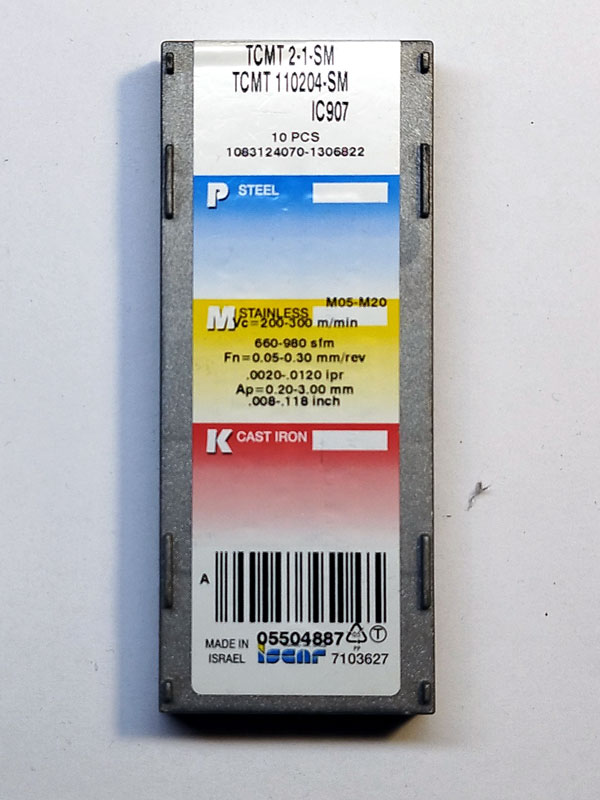 TCMT 2-1-SM
TCMT 110204-SM
IC907
10 PCS
1083124070-1306822
P STEEL
M05-M20
M STAINLESS
Vc=200-300 m/min
660-980 sfm
Fn=0.05-0.30 mm/rev
.0020-.0120 ipr
Ap=0.20-3.00 mm
.008-.118 inch
K CAST IRON
A
05504887
MADE IN ISRAEL
iscar
7103627
PP
T